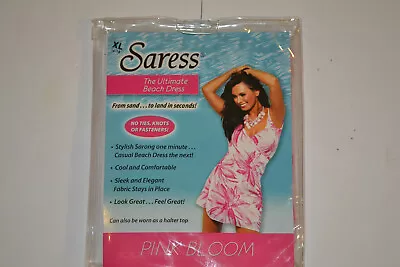 XL
Saress
The Ultimate
Beach Dress
From sand . . . to land in seconds!
NO TIES, KNOTS
OR FASTENERS!
• Stylish Sarong one minute . . .
Casual Beach Dress the next!
• Cool and Comfortable
• Sleek and Elegant
Fabric Stays in Place
• Look Great . . . Feel Great!
Can also be worn as a halter top
PINK BLOOM